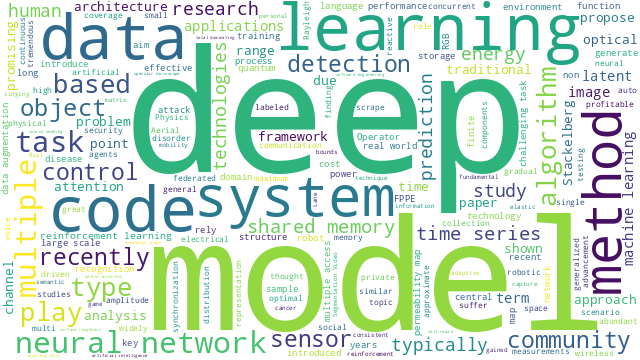 human
architecture
research
coverage
small
language
performance
concurrent
environment
function
promising
continuous
tremendous
long
introduce
aim
training
applications
neural
role
RGB
propose
optical
generate
data
learning
deep
detection
range
process
energy
traditional
storage
non
latent
based
artificial
effective
high
quantum
due
technologies
object
physical
attack
Physics
labeled
finding
scrape
image
auto
profitable
task
problem
security
Aerial
disorder
mobility
framework
Operator
real world
prediction
finite
components
algorithm
Stackelberg
challenging task
point
agents
communication
bounds
cost
control
disease
federated
domain
maximum
power
technique
fundamental
gradual
testing
machine learning
data augmentation
attention
general
Lana
information
elastic
method
multiple
code
system
time
FPPE
study
single
voice
great
rely
collection
technology
paper
reinforcement learning
electrical
shared memory
time series
shown
large scale
structure
robot
memory
recent
recently
recognition
model
channel
driven
semantic
type
thought
private
adaptive
robotic
network
generalized
advancement
studies
game
amplitude
synchronization
distribution
representation
sample
optimal
similar
topic
multiple access
permeability map
approximate
central
suffer
term
map
space
capture
approach
scenario
play
analysis
cancer
abundant
multi
widely
social
community
neural network
key
sensor
years
typically
gained
measurements
wireless
artificial intelligence
introduced
reinforcement
consistent